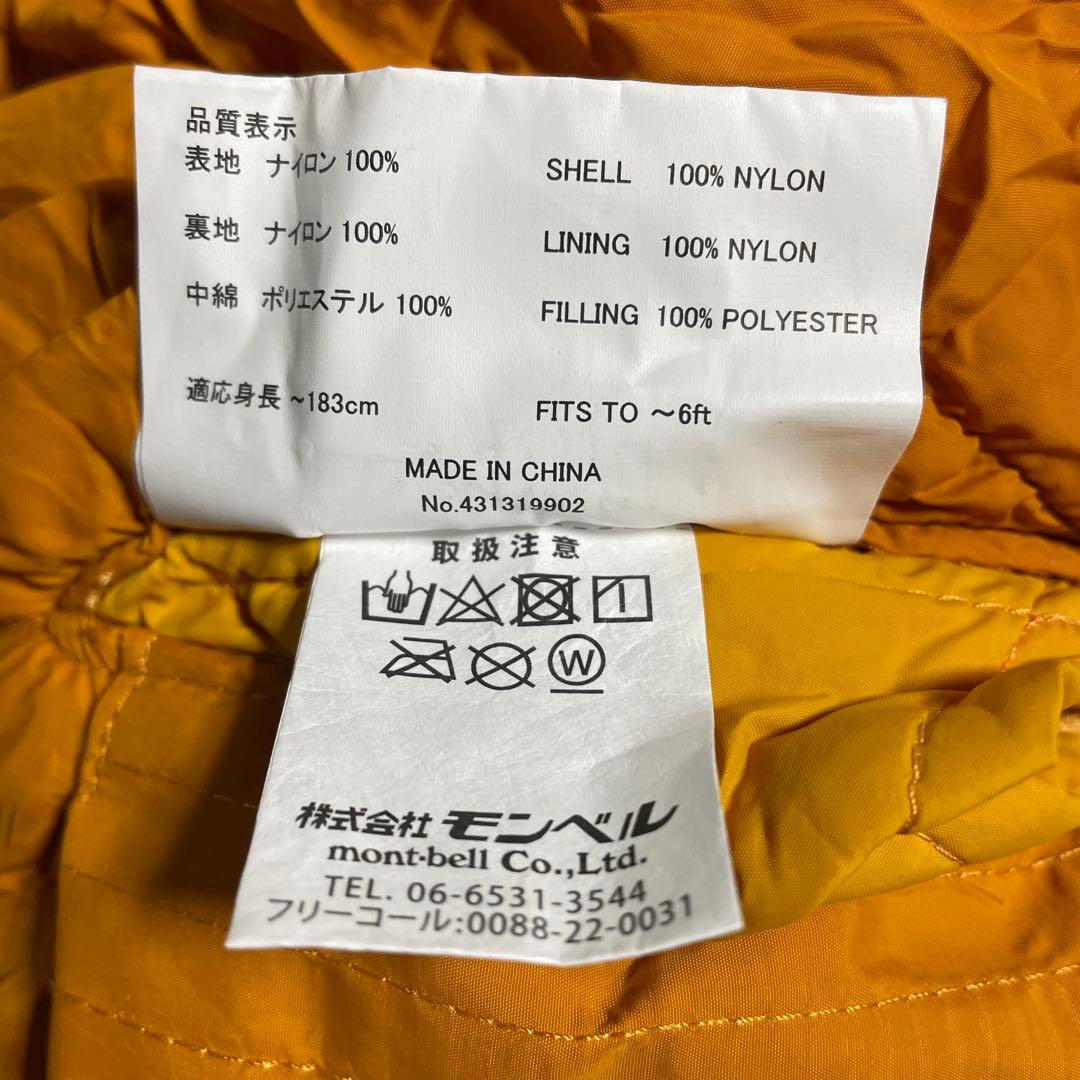 品質表示
表地 ナイロン 100% SHELL 100% NYLON
裏地 ナイロン 100% LINING 100% NYLON
中綿 ポリエステル 100% FILLING 100% POLYESTER
適応身長 ~183cm FITS TO ～6ft
MADE IN CHINA
No.431319902
取扱注意
W
株式会社 モンベル
mont-bell Co.,Ltd.
TEL. 06-6531-3544
フリーコール:0088-22-0031